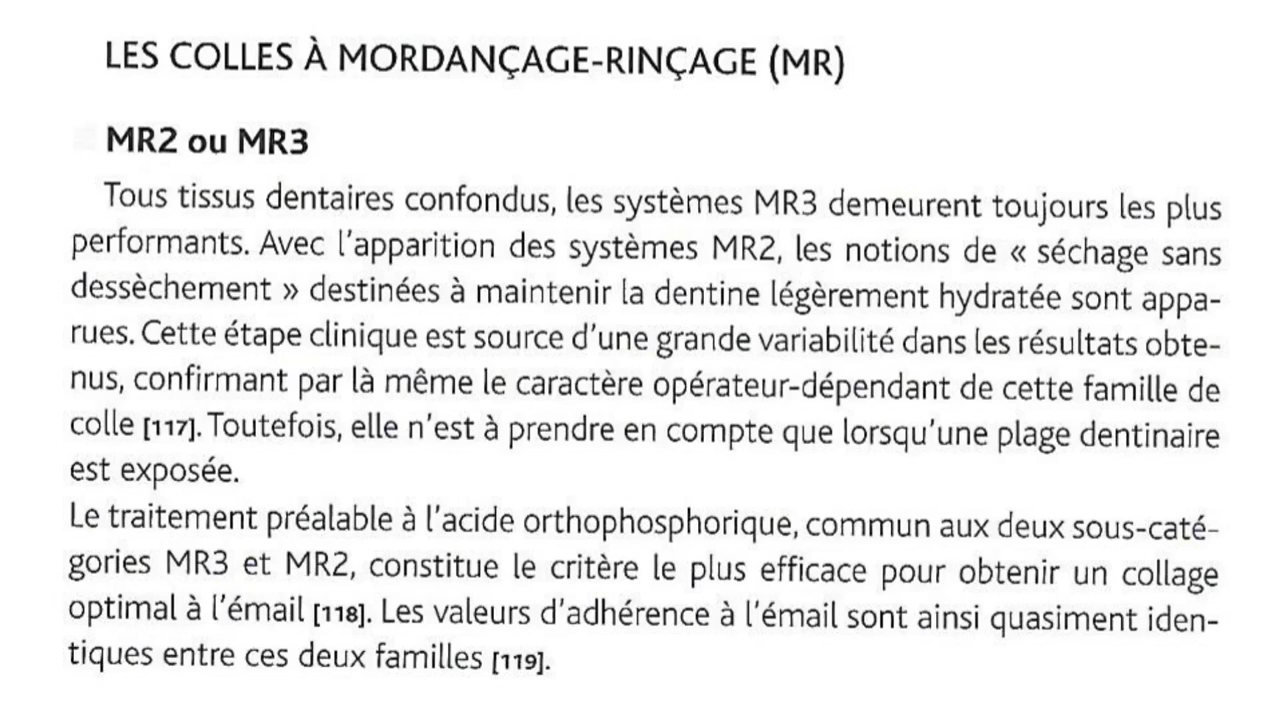 LES COLLES À MORDANÇAGE-RINÇAGE (MR)
MR2 ou MR3
Tous tissus dentaires confondus, les systèmes MR3 demeurent toujours les plus
performants. Avec l'apparition des systèmes MR2, les notions de « séchage sans
dessèchement » destinées à maintenir la dentine légèrement hydratée sont appa-
rues. Cette étape clinique est source d'une grande variabilité dans les résultats obte-
nus, confirmant par là même le caractère opérateur-dépendant de cette famille de
colle [117]. Toutefois, elle n'est à prendre en compte que lorsqu'une plage dentinaire
est exposée.
Le traitement préalable à l'acide orthophosphorique, commun aux deux sous-caté-
gories MR3 et MR2, constitue le critère le plus efficace pour obtenir un collage
optimal à l'émail [118]. Les valeurs d'adhérence à l'émail sont ainsi quasiment iden-
tiques entre ces deux familles [119].